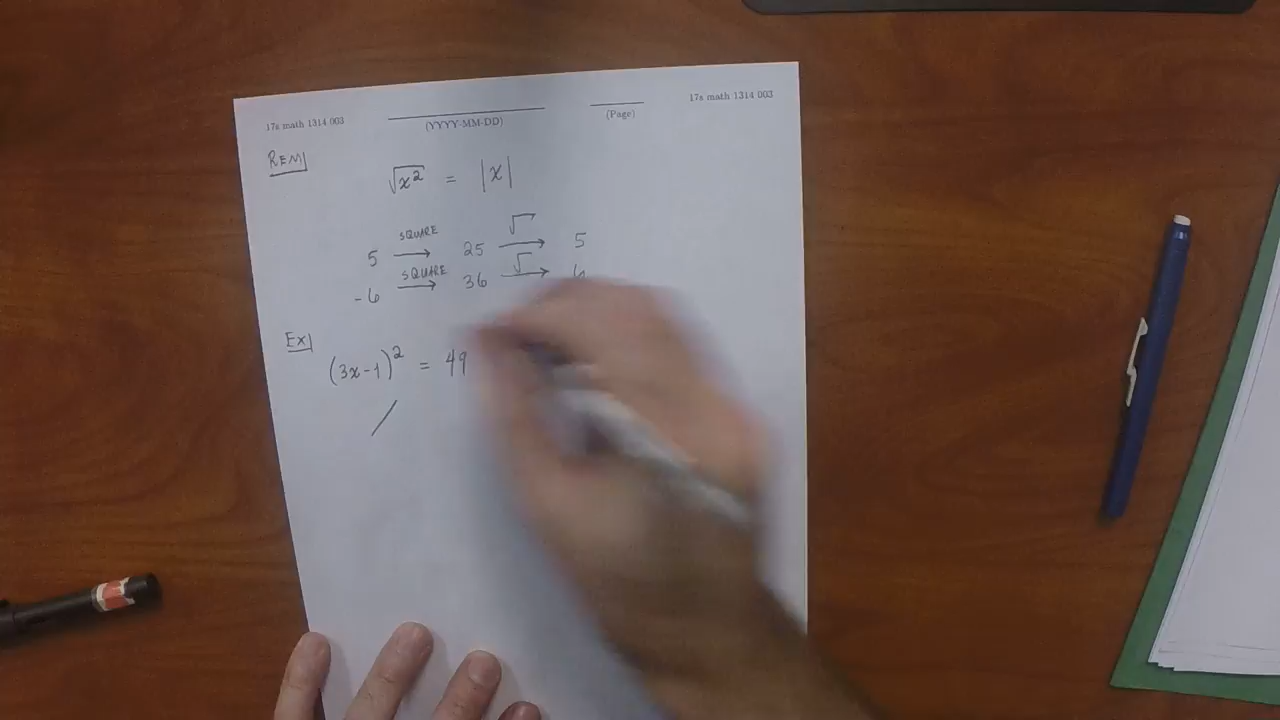 17s math 1314 003
(YYYY-MM-DD)
(Page)
17s math 1314 003
REM
√x² = |x|
5 SQUARE → 25 √ → 5
-6 SQUARE → 36 √ → 6
Ex
(3x-1)² = 49